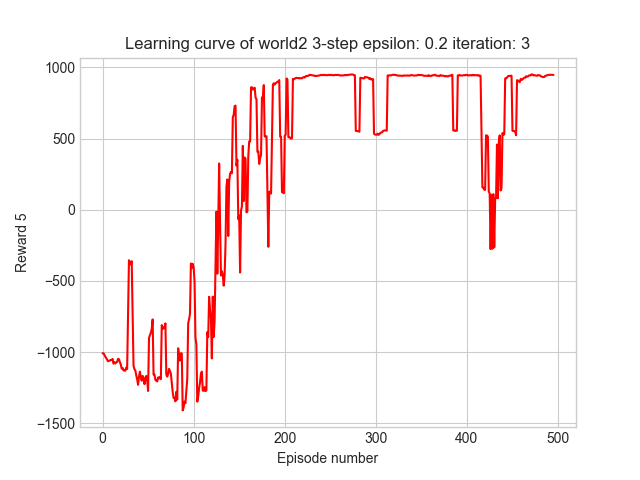 Learning curve of world2 3-step epsilon: 0.2 iteration: 3
1000
500
0
−500
−1000
−1500
Reward 5
0 100 200 300 400 500
Episode number